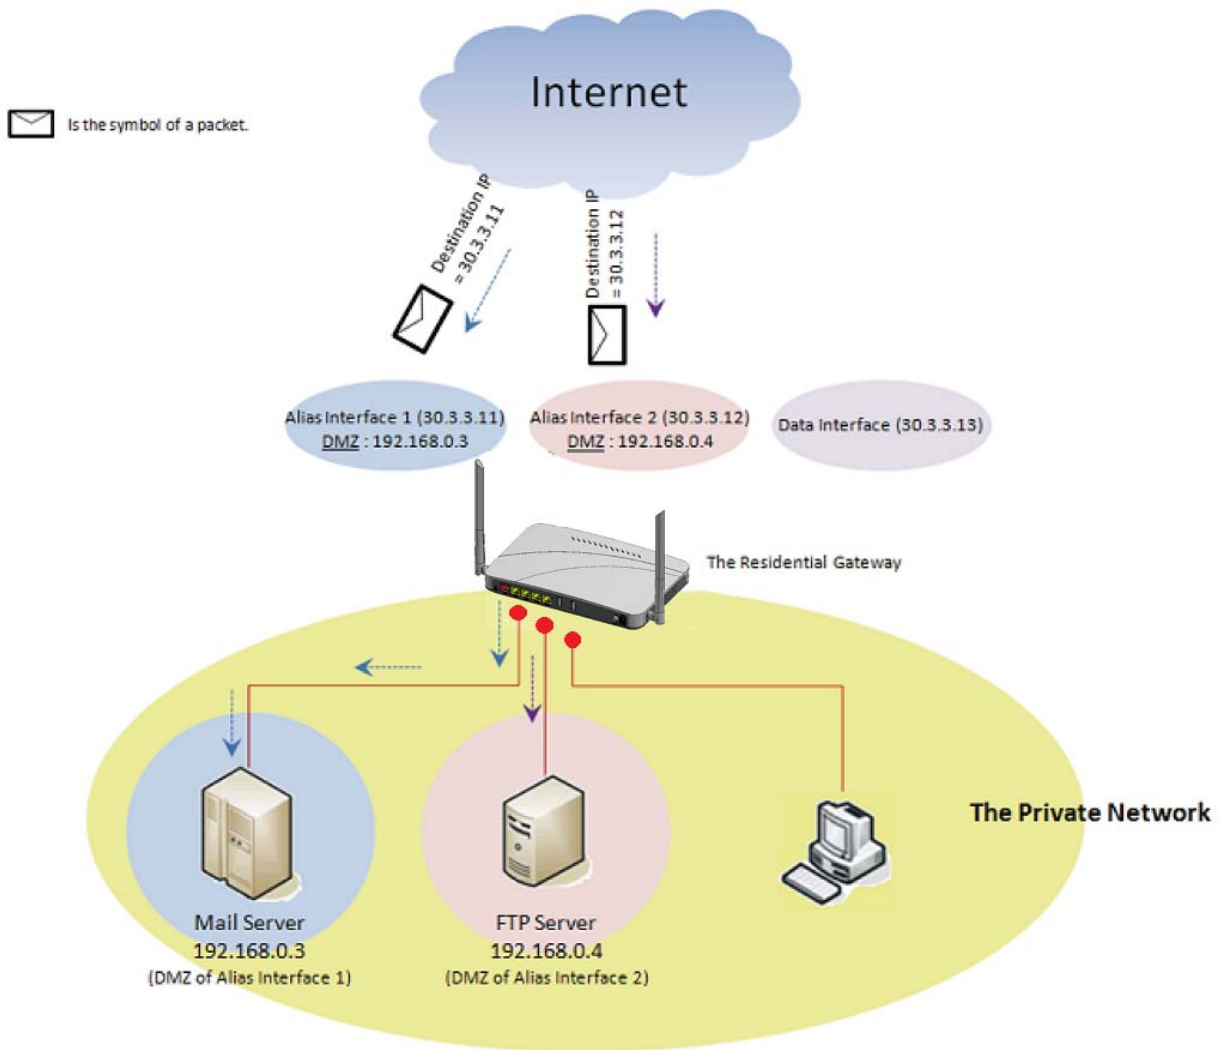 Internet
Is the symbol of a packet.
Destination IP
= 30.3.3.11
Destination IP
= 30.3.3.12
Alias Interface 1 (30.3.3.11)
DMZ : 192.168.0.3
Alias Interface 2 (30.3.3.12)
DMZ : 192.168.0.4
Data Interface (30.3.3.13)
The Residential Gateway
The Private Network
Mail Server
192.168.0.3
(DMZ of Alias Interface 1)
FTP Server
192.168.0.4
(DMZ of Alias Interface 2)